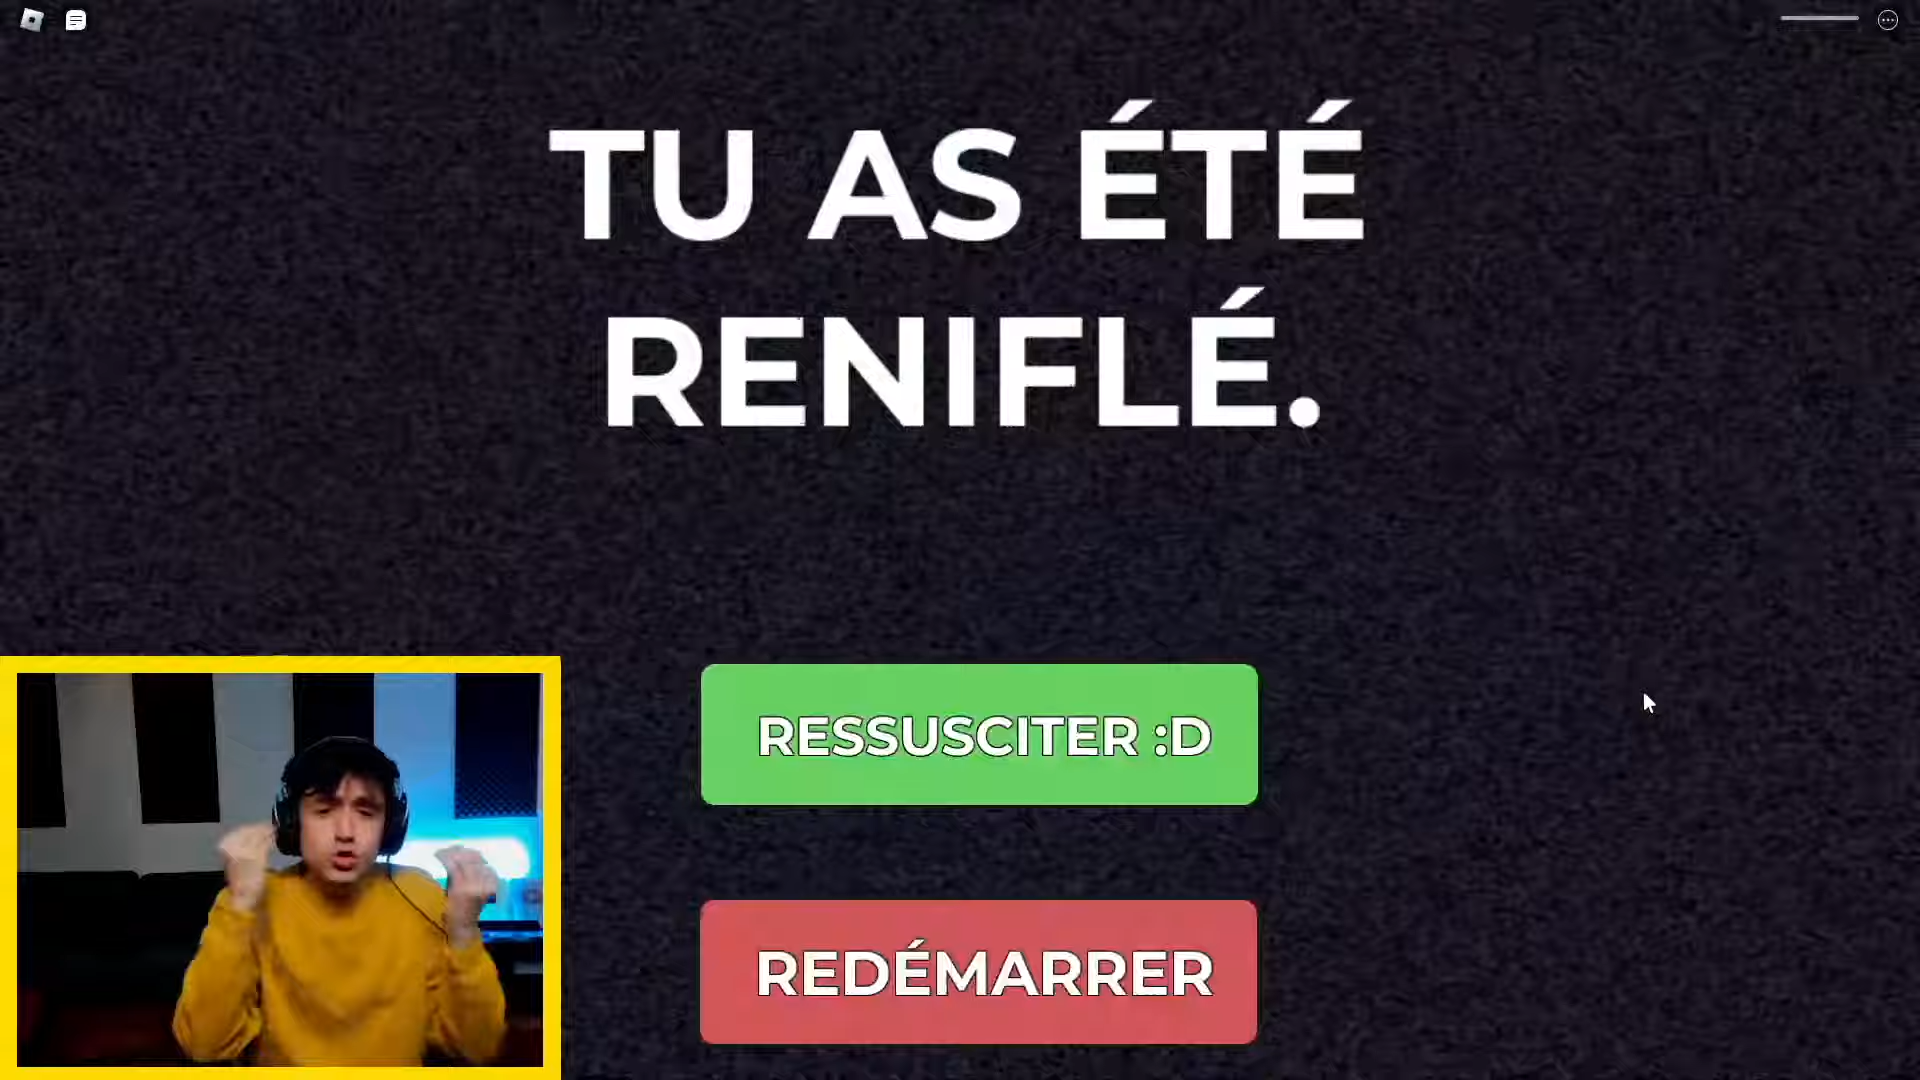 TU AS ÉTÉ
RENIFLÉ.
RESSUSCITER :D
REDÉMARRER